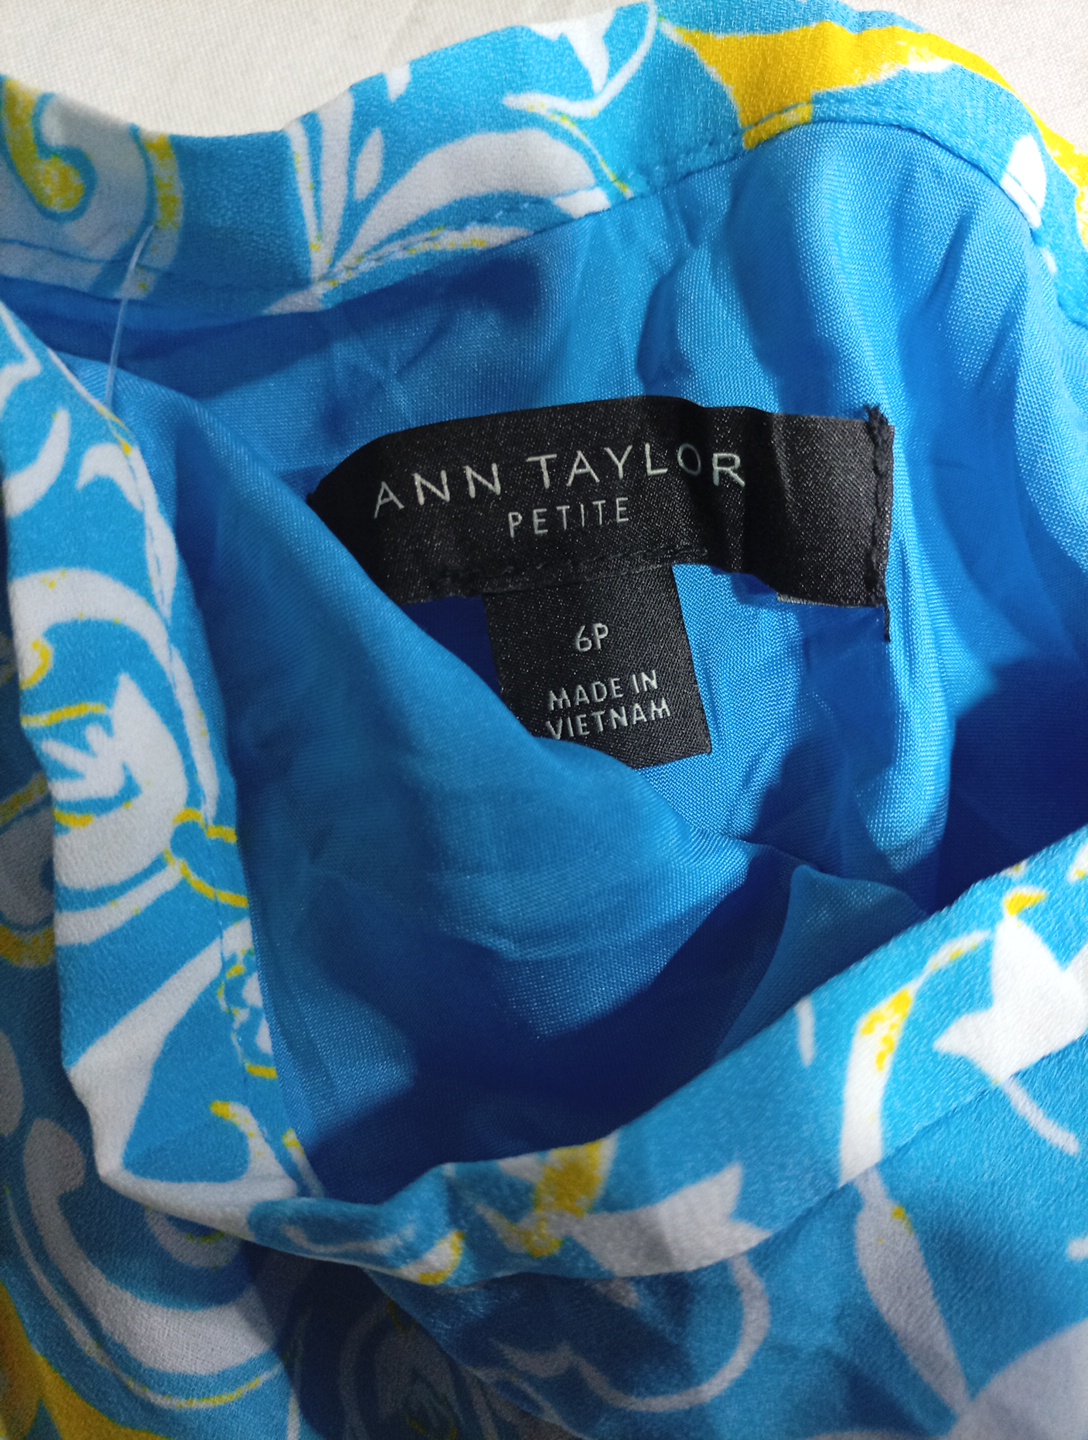 ANN TAYLOR
PETITE
6P
MADE IN
VIETNAM